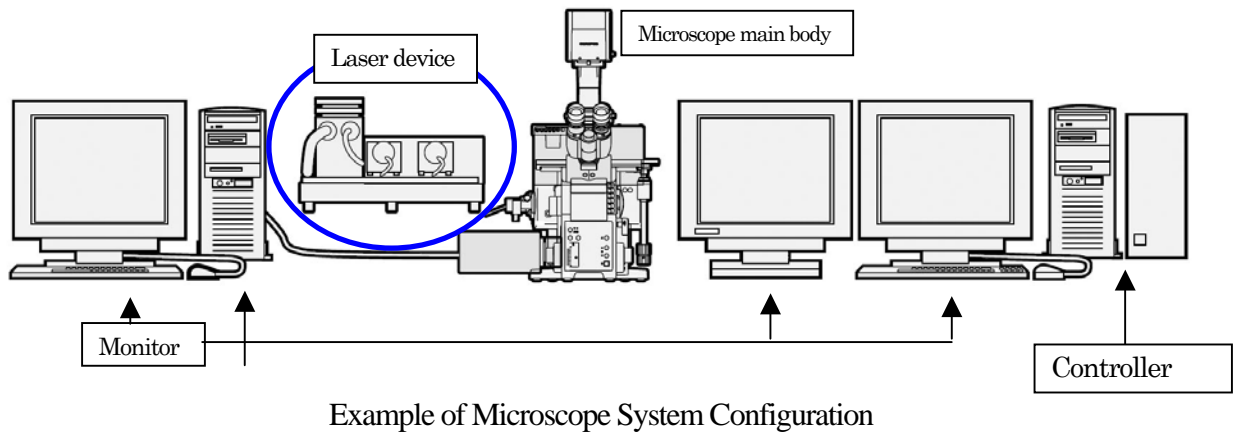 Microscope main body
Laser device
Monitor
Controller
Example of Microscope System Configuration